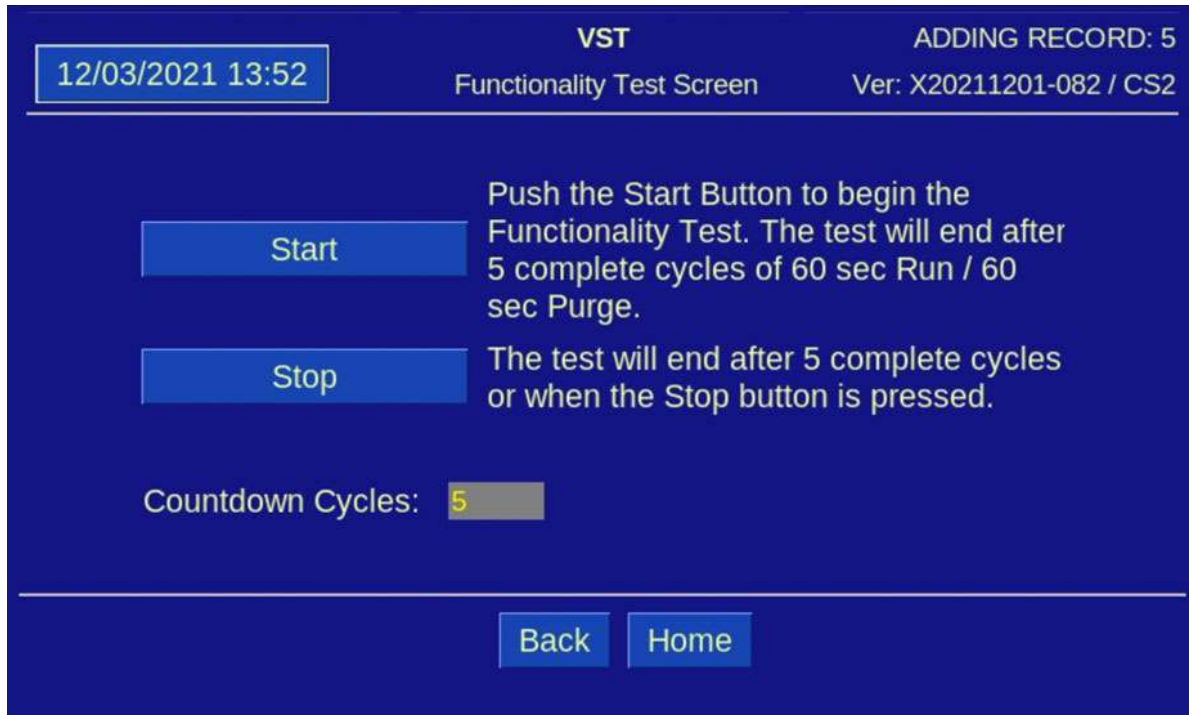 12/03/2021 13:52
VST
Functionality Test Screen
ADDING RECORD: 5
Ver: X20211201-082 / CS2
Start
Push the Start Button to begin the
Functionality Test. The test will end after
5 complete cycles of 60 sec Run / 60
sec Purge.
Stop
The test will end after 5 complete cycles
or when the Stop button is pressed.
Countdown Cycles: 5
Back Home